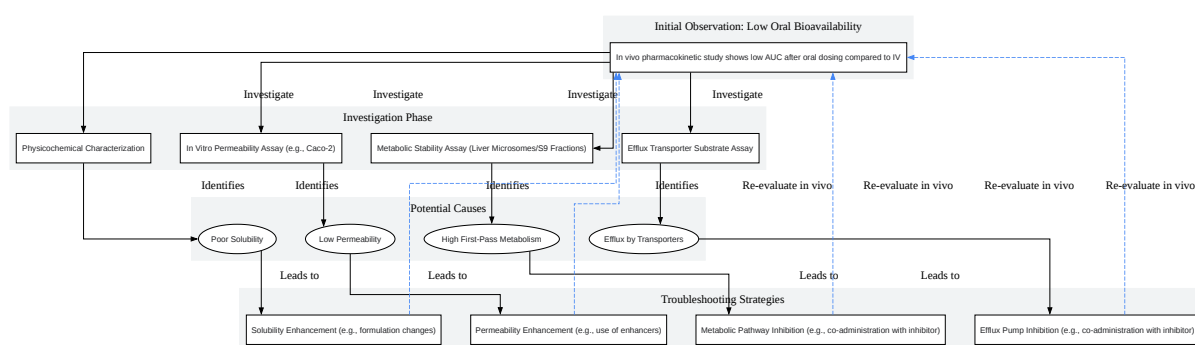 Initial Observation: Low Oral Bioavailability
In vivo pharmacokinetic study shows low AUC after oral dosing compared to IV
Investigate
Investigate
Investigate
Investigate
Investigation Phase
Physicochemical Characterization
In Vitro Permeability Assay (e.g., Caco-2)
Metabolic Stability Assay (Liver Microsomes/S9 Fractions)
Efflux Transporter Substrate Assay
Identifies
Identifies
Identifies
Identifies
Re-evaluate in vivo
Re-evaluate in vivo
Re-evaluate in vivo
Re-evaluate in vivo
Potential Causes
Poor Solubility
Low Permeability
High First-Pass Metabolism
Efflux by Transporters
Leads to
Leads to
Leads to
Leads to
Troubleshooting Strategies
Solubility Enhancement (e.g., formulation changes)
Permeability Enhancement (e.g., use of enhancers)
Metabolic Pathway Inhibition (e.g., co-administration with inhibitor)
Efflux Pump Inhibition (e.g., co-administration with inhibitor)